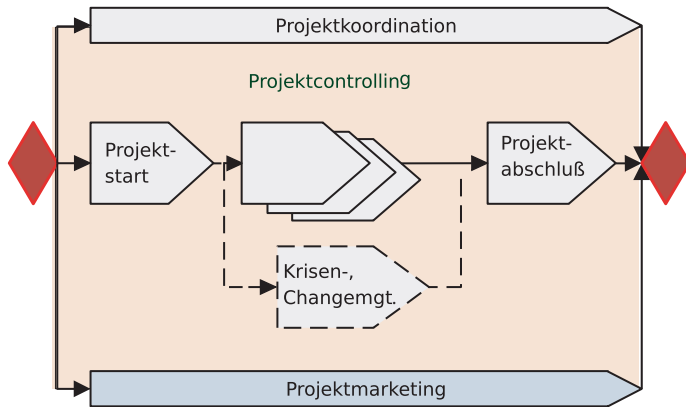 Projektkoordination
Projektcontrolling
Projekt-
start
Projekt-
abschluß
Krisen-,
Changemgt.
Projektmarketing